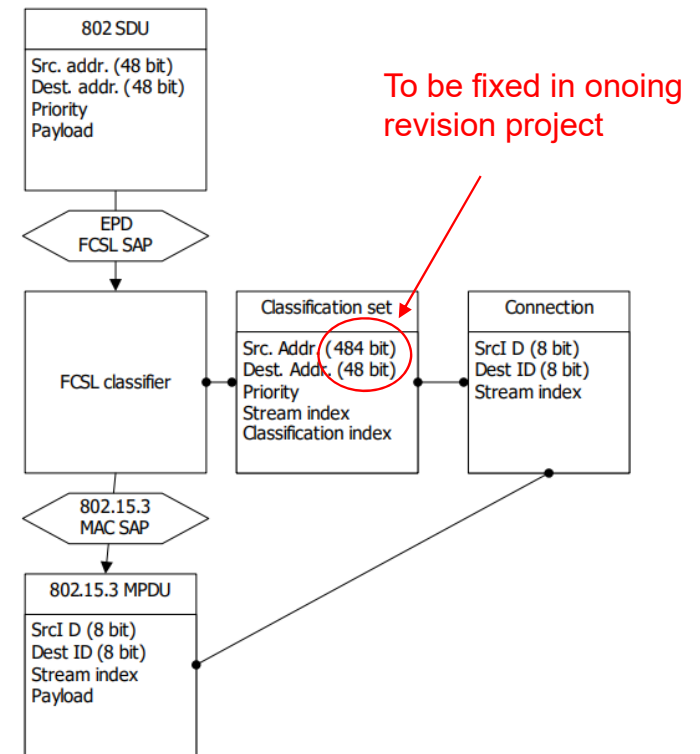 802 SDU
Src. addr. (48 bit)
Dest. addr. (48 bit)
Priority
Payload
To be fixed in onoing
revision project
EPD
FCSL SAP
FCSL classifier
Classification set
Src. Addr. (484 bit)
Dest. Addr. (48 bit)
Priority
Stream index
Classification index
Connection
SrcI D (8 bit)
Dest ID (8 bit)
Stream index
802.15.3
MAC SAP
802.15.3 MPDU
SrcI D (8 bit)
Dest ID (8 bit)
Stream index
Payload